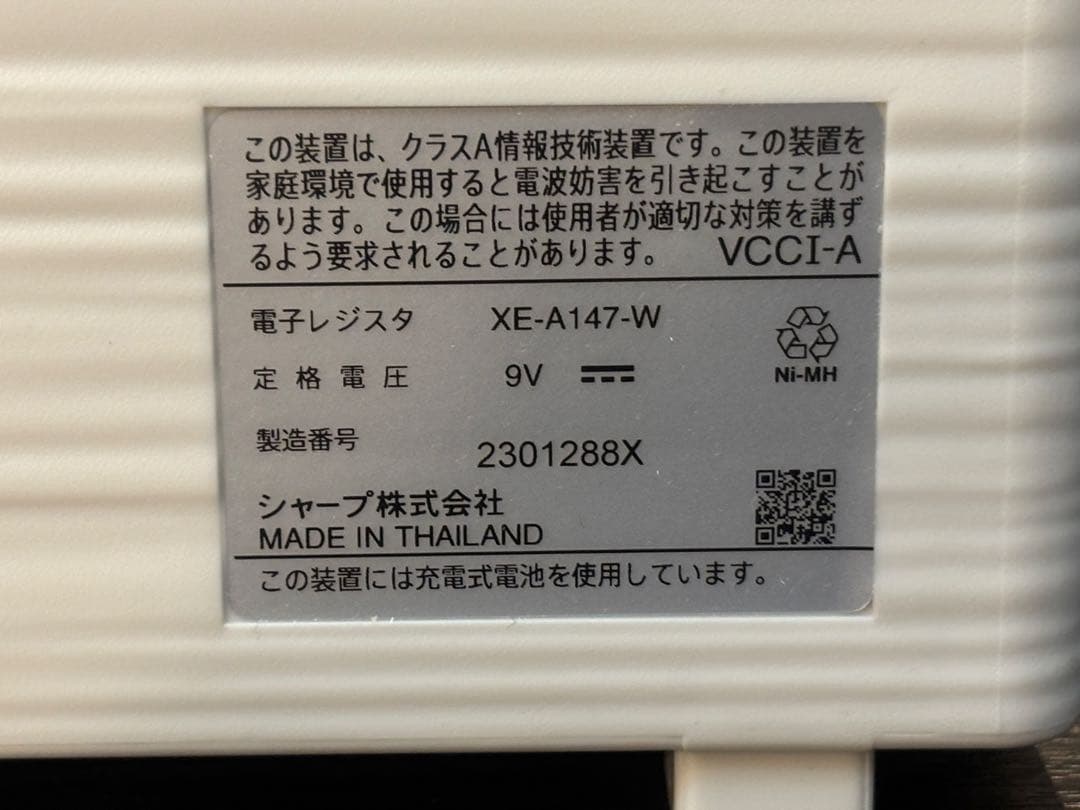 この装置は、クラスA情報技術装置です。この装置を
家庭環境で使用すると電波妨害を引き起こすことが
あります。この場合には使用者が適切な対策を講ず
るよう要求されることがあります。 VCCI-A
電子レジスタ XE-A147-W
定格電圧 9V
Ni-MH
製造番号 2301288X
シャープ株式会社
MADE IN THAILAND
この装置には充電式電池を使用しています。